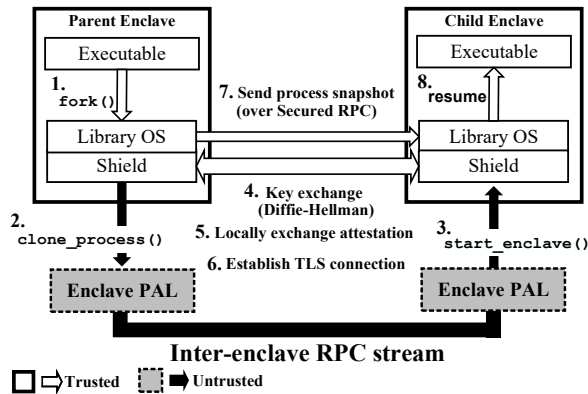 Parent Enclave
Child Enclave
Executable
Executable
1.
fork()
7. Send process snapshot
(over Secured RPC)
8.
resume
Library OS
Shield
Library OS
Shield
4. Key exchange
(Diffie-Hellman)
2.
clone_process()
5. Locally exchange attestation
3.
start_enclave()
6. Establish TLS connection
Enclave PAL
Enclave PAL
Inter-enclave RPC stream
Trusted
Untrusted